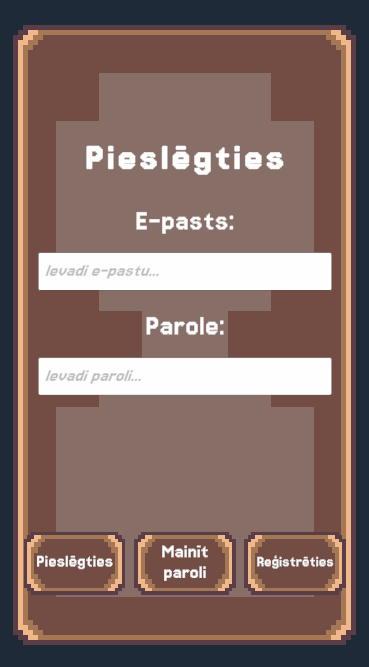 Pieslēgties
E-pasts:
Ievadi e-pastu...
Parole:
Ievadi paroli...
Pieslēgties
Mainīt
paroli
Reģistrēties